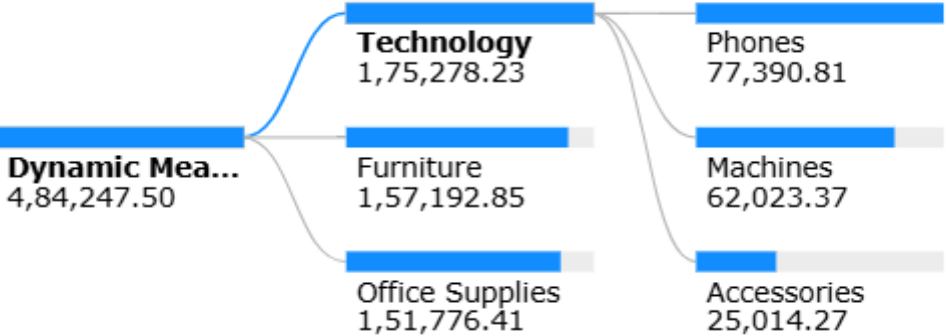 Dynamic Mea...
4,84,247.50
Technology
1,75,278.23
Furniture
1,57,192.85
Office Supplies
1,51,776.41
Phones
77,390.81
Machines
62,023.37
Accessories
25,014.27